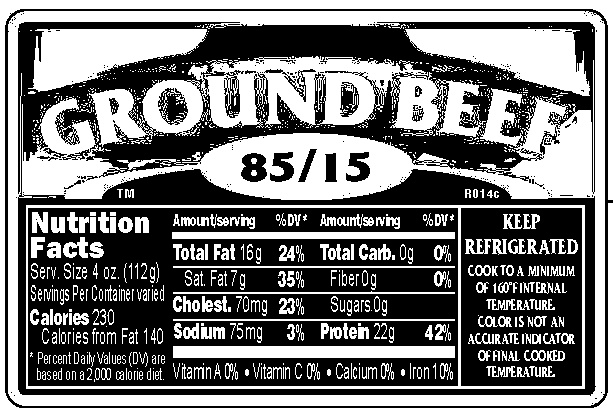 GROUND BEEF
85/15
TM
R014c
Nutrition
Facts
Serv. Size 4 oz. (112g)
Servings Per Container varied
Calories 230
Calories from Fat 140
* Percent Daily Values (DV) are
based on a 2,000 calorie diet.
Amount/serving %DV* Amount/serving %DV*
Total Fat 16g 24% Total Carb. 0g 0%
Sat. Fat 7g 35% Fiber 0g 0%
Cholest. 70mg 23% Sugars 0g
Sodium 75mg 3% Protein 22g 42%
Vitamin A 0% • Vitamin C 0% • Calcium 0% • Iron 10%
KEEP
REFRIGERATED
COOK TO A MINIMUM
OF 160°F INTERNAL
TEMPERATURE.
COLOR IS NOT AN
ACCURATE INDICATOR
OF FINAL COOKED
TEMPERATURE.